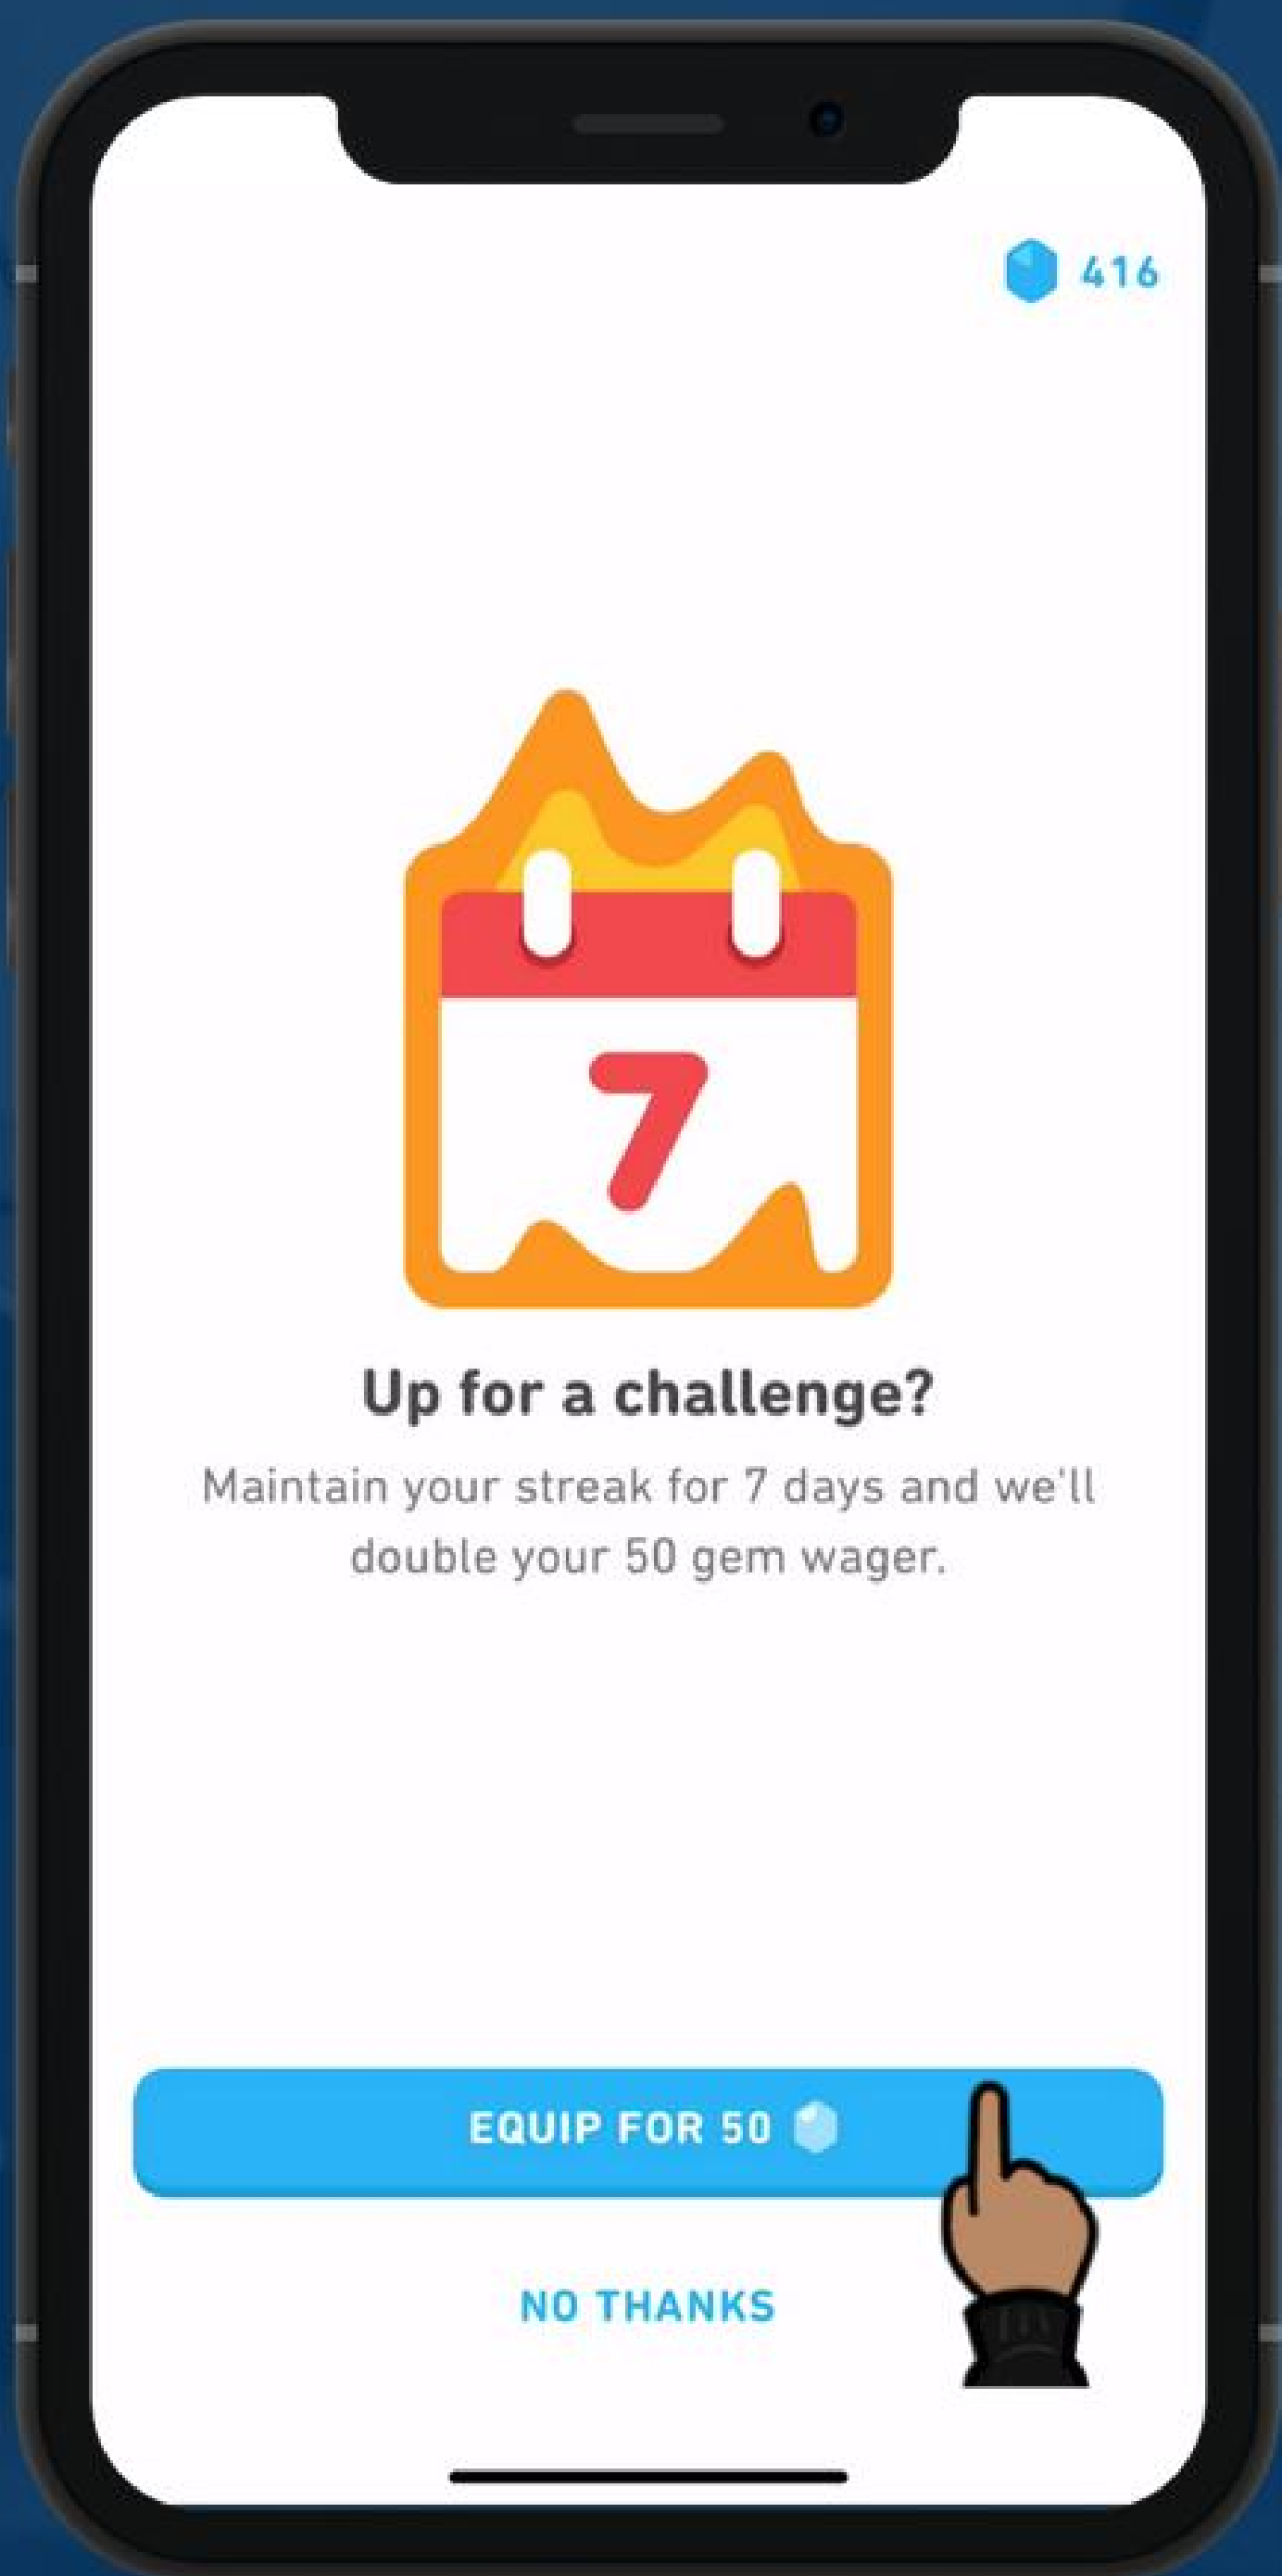 416
7
Up for a challenge?
Maintain your streak for 7 days and we'll
double your 50 gem wager.
EQUIP FOR 50
NO THANKS